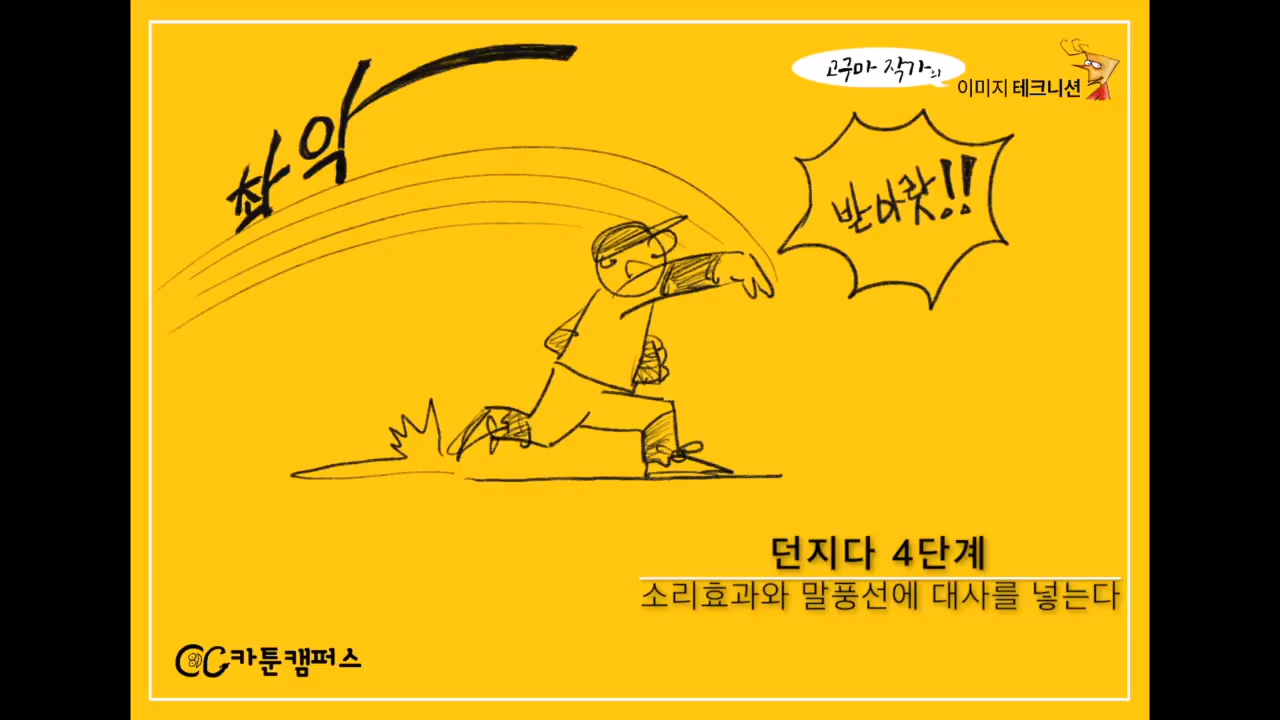 촤악
고구마 작가의
이미지 테크니션
받아랏!!
던지다 4단계
소리효과와 말풍선에 대사를 넣는다
카툰캠퍼스